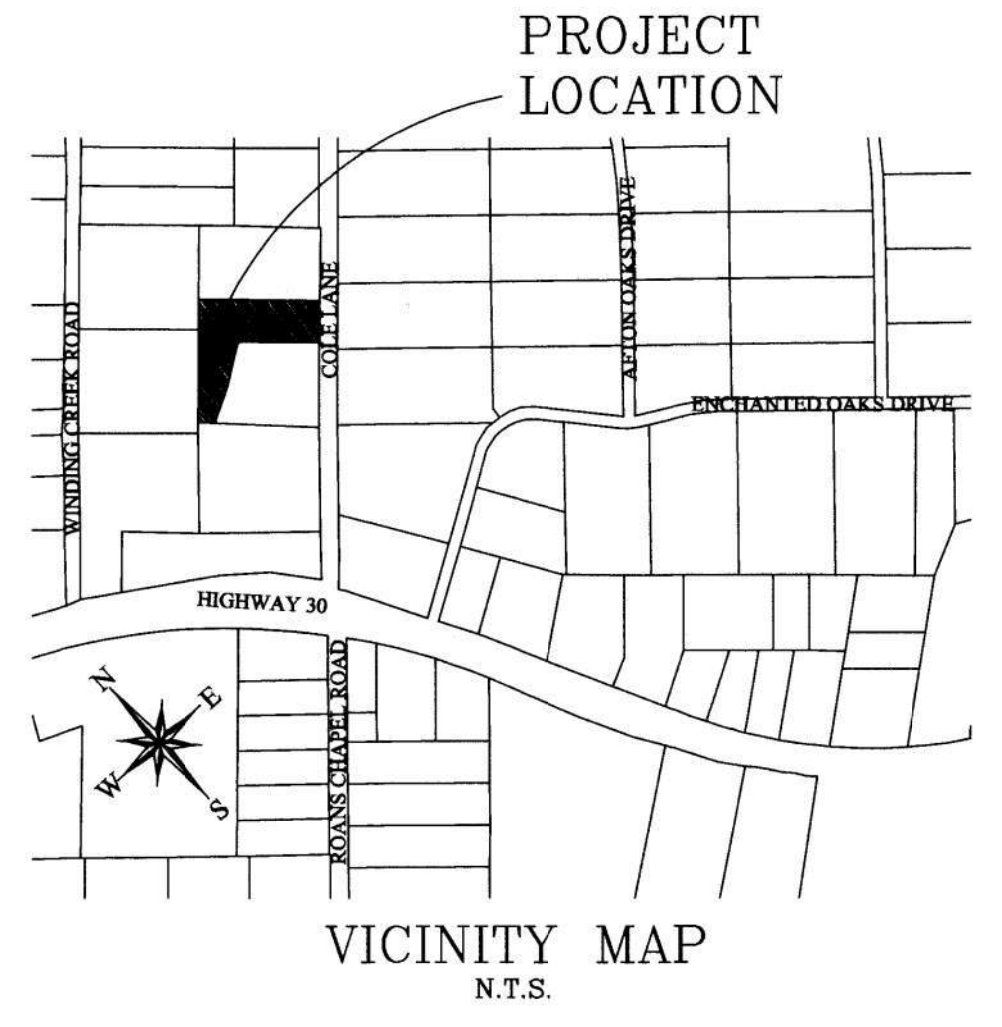 PROJECT
LOCATION
WINDING CREEK ROAD
COLE LANE
AFTON OAKS DRIVE
ENCHANTED OAKS DRIVE
HIGHWAY 30
ROANS CHAPEL ROAD
N
E
W
S
VICINITY MAP
N.T.S.